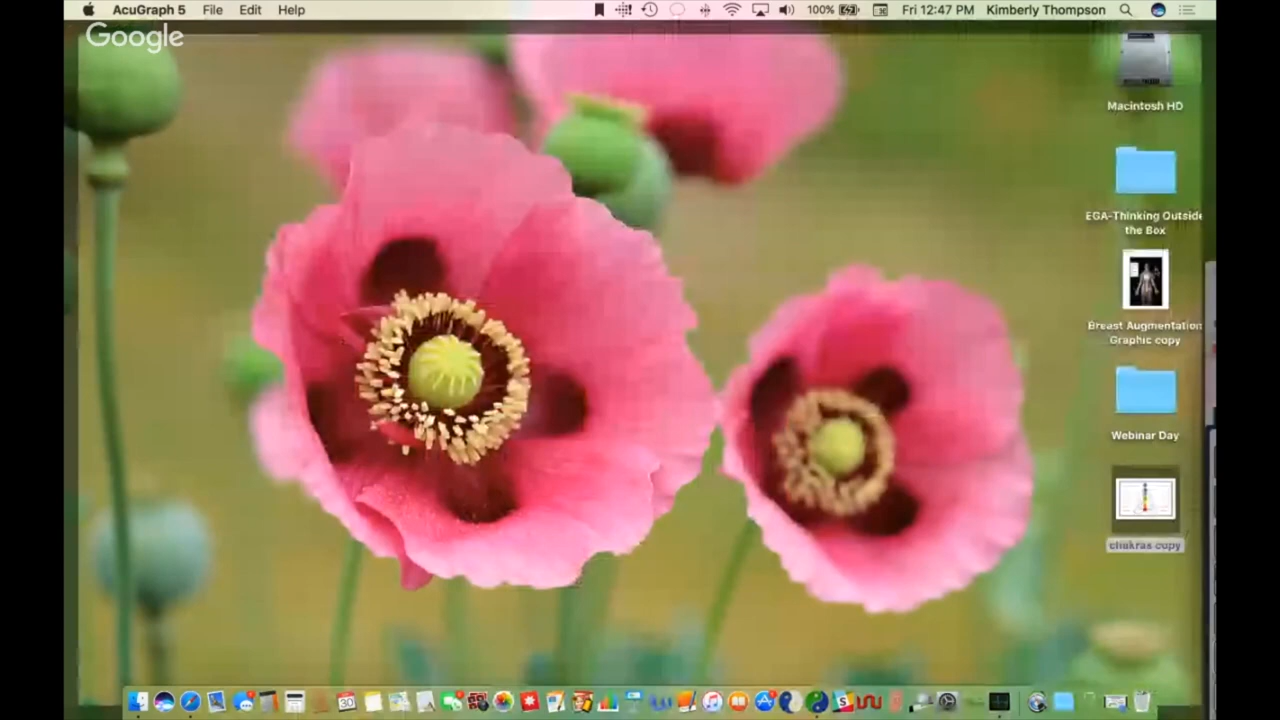 AcuGraph 5 File Edit Help 100% Fri 12:47 PM Kimberly Thompson
Google
Macintosh HD
EGA-Thinking Outside
the Box
Breast Augmentation
Graphic copy
Webinar Day
chakras copy
30
S